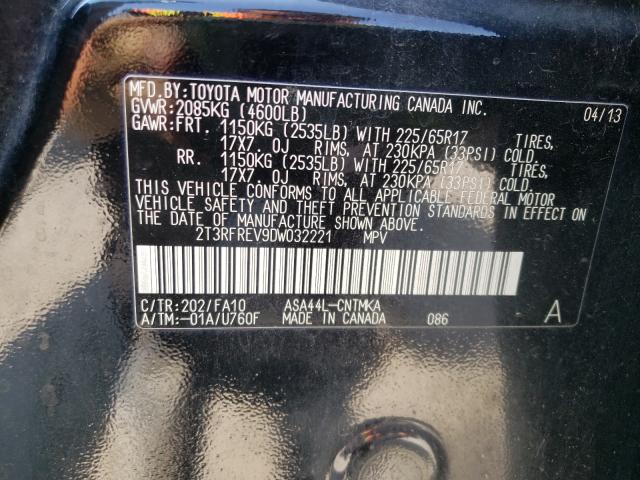 MFD.BY:TOYOTA MOTOR MANUFACTURING CANADA INC.
GVWR:2085KG (4600LB) 04/13
GAWR:FRT. 1150KG (2535LB) WITH 225/65R17 TIRES,
17X7.0J RIMS, AT 230KPA (33PSI) COLD.
RR. 1150KG (2535LB) WITH 225/65R17 TIRES,
17X7.0J RIMS, AT 230KPA (33PSI) COLD.
THIS VEHICLE CONFORMS TO ALL APPLICABLE FEDERAL MOTOR
VEHICLE SAFETY AND THEFT PREVENTION STANDARDS IN EFFECT ON
THE DATE OF MANUFACTURE SHOWN ABOVE.
2T3RFREV9DW032221 MPV
C/TR:202/FA10 ASA44L-CNTMKA
A/TM:-01A/U760F MADE IN CANADA 086 A